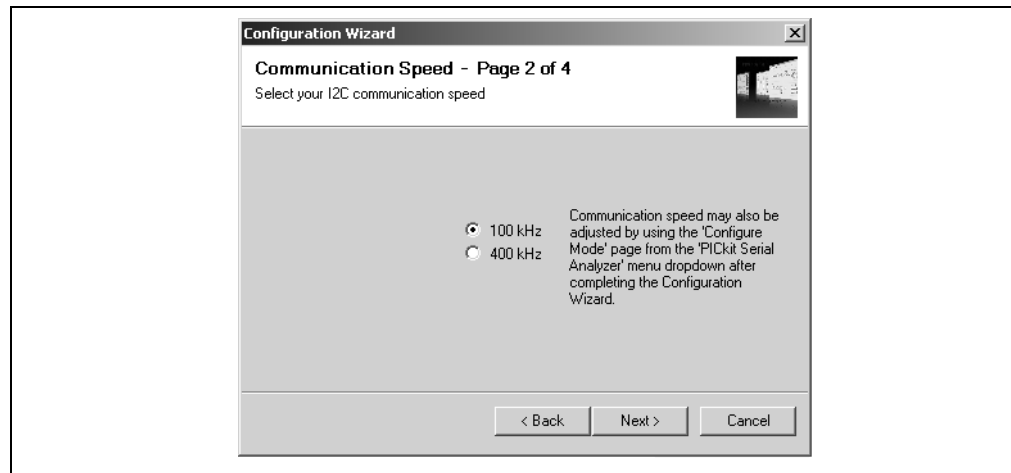 Configuration Wizard
Communication Speed - Page 2 of 4
Select your I2C communication speed
100 kHz
400 kHz
Communication speed may also be
adjusted by using the 'Configure
Mode' page from the 'PICkit Serial
Analyzer' menu dropdown after
completing the Configuration
Wizard.
< Back Next > Cancel